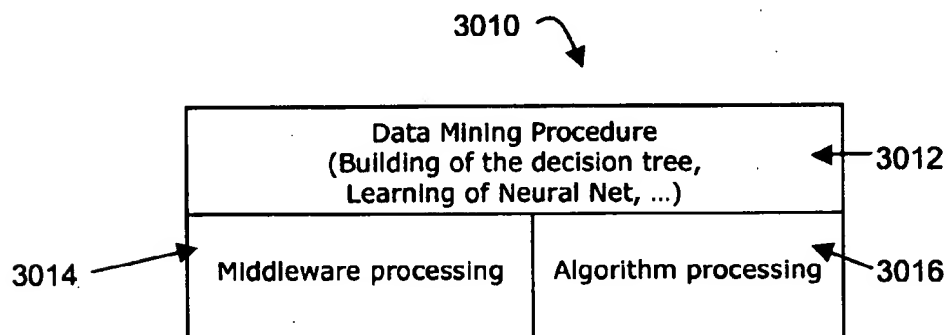 3010
Data Mining Procedure
(Building of the decision tree,
Learning of Neural Net, ...)
3012
3014
Middleware processing
Algorithm processing
3016